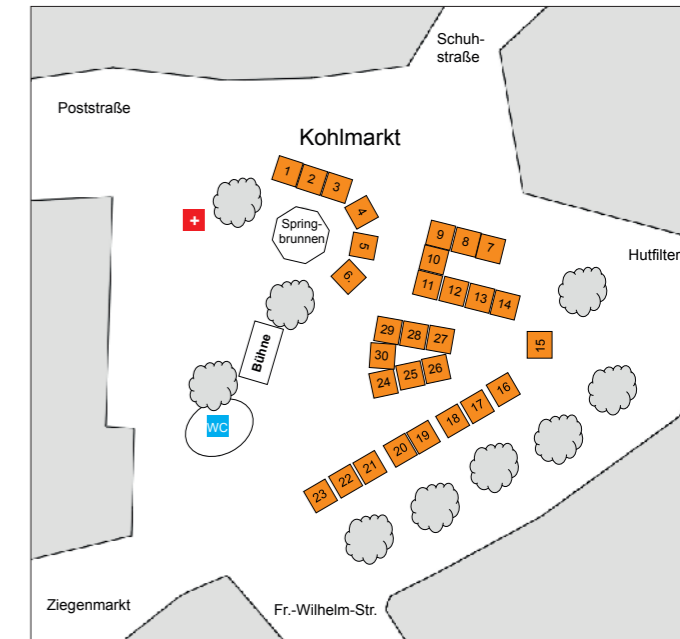 Schuh-
straße
Poststraße
Kohlmarkt
1
2
3
+
4
Spring-
brunnen
5
6.
9
8
7
10
Hutfilter
11
12
13
14
29
28
27
15
30
Bühne
24
25
26
16
17
WC
18
19
20
21
22
23
Ziegenmarkt
Fr.-Wilhelm-Str.